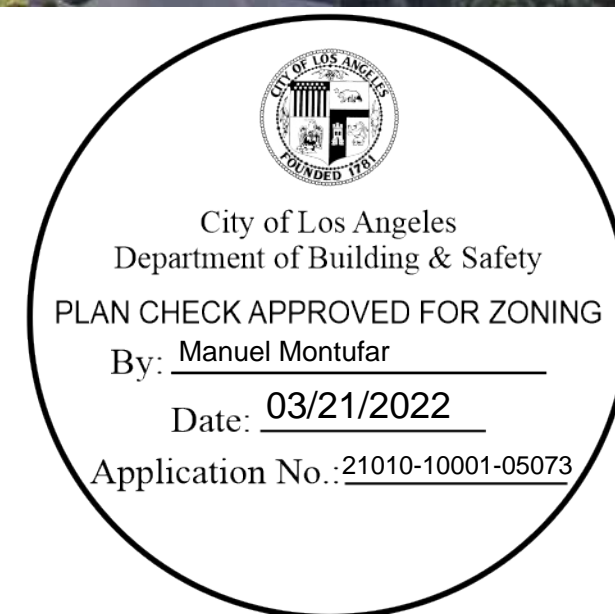 CITY OF LOS ANGELES
FOUNDED 1781
City of Los Angeles
Department of Building & Safety
PLAN CHECK APPROVED FOR ZONING
By: Manuel Montufar
Date: 03/21/2022
Application No.: 21010-10001-05073